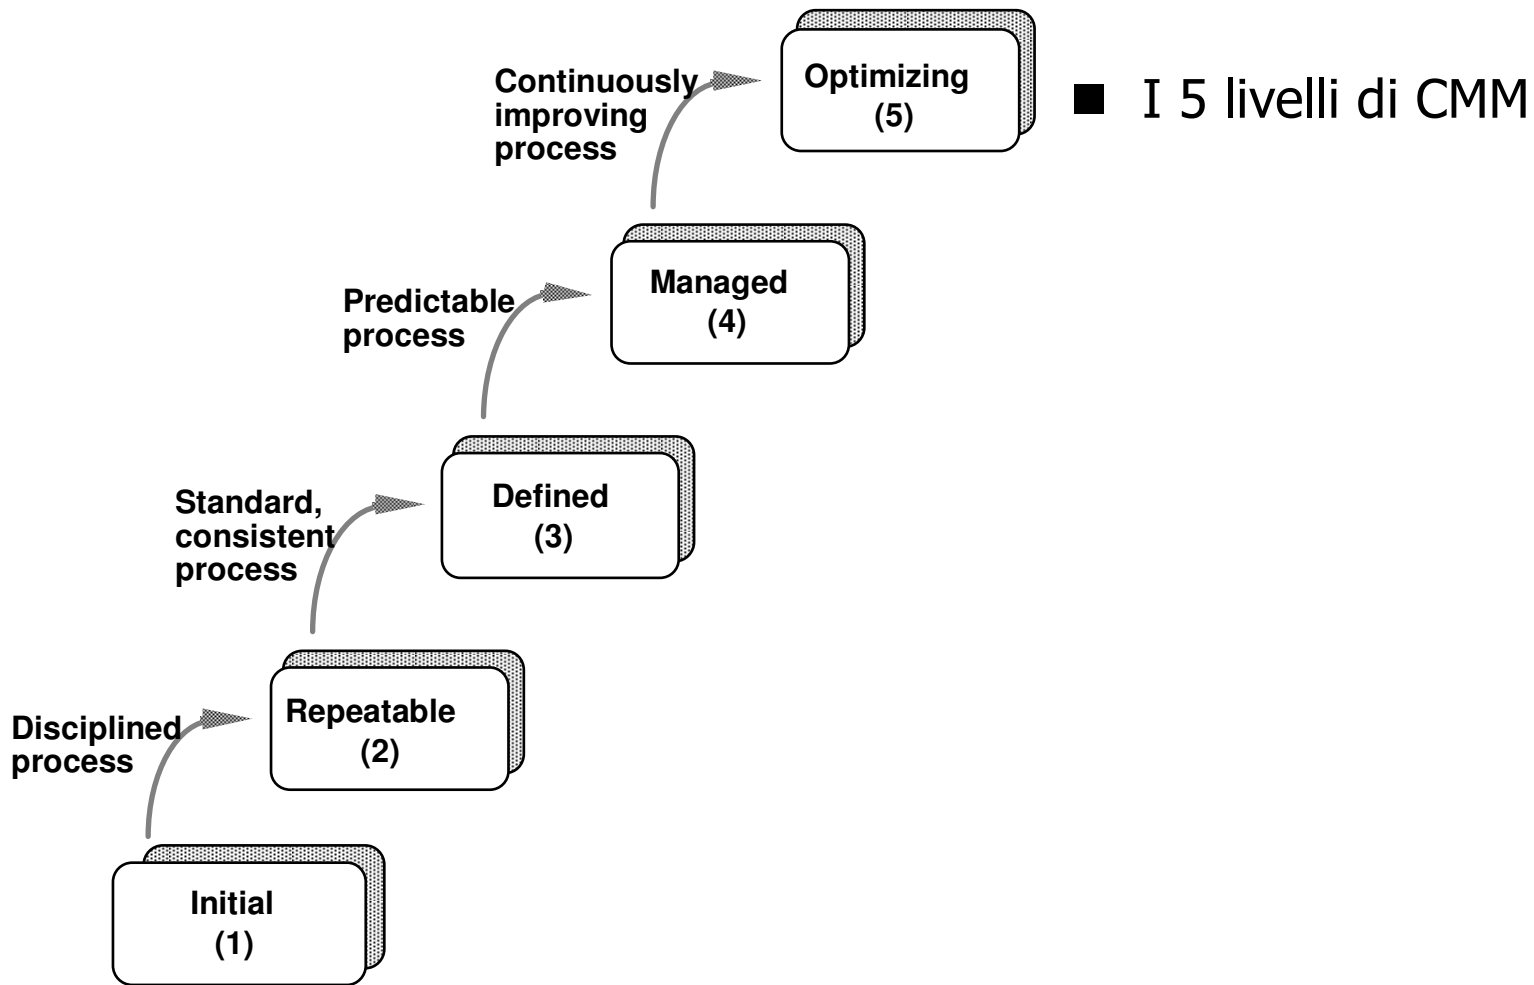 Continuously
improving
process
Optimizing
(5)
■ I 5 livelli di CMM
Predictable
process
Managed
(4)
Standard,
consistent
process
Defined
(3)
Disciplined
process
Repeatable
(2)
Initial
(1)